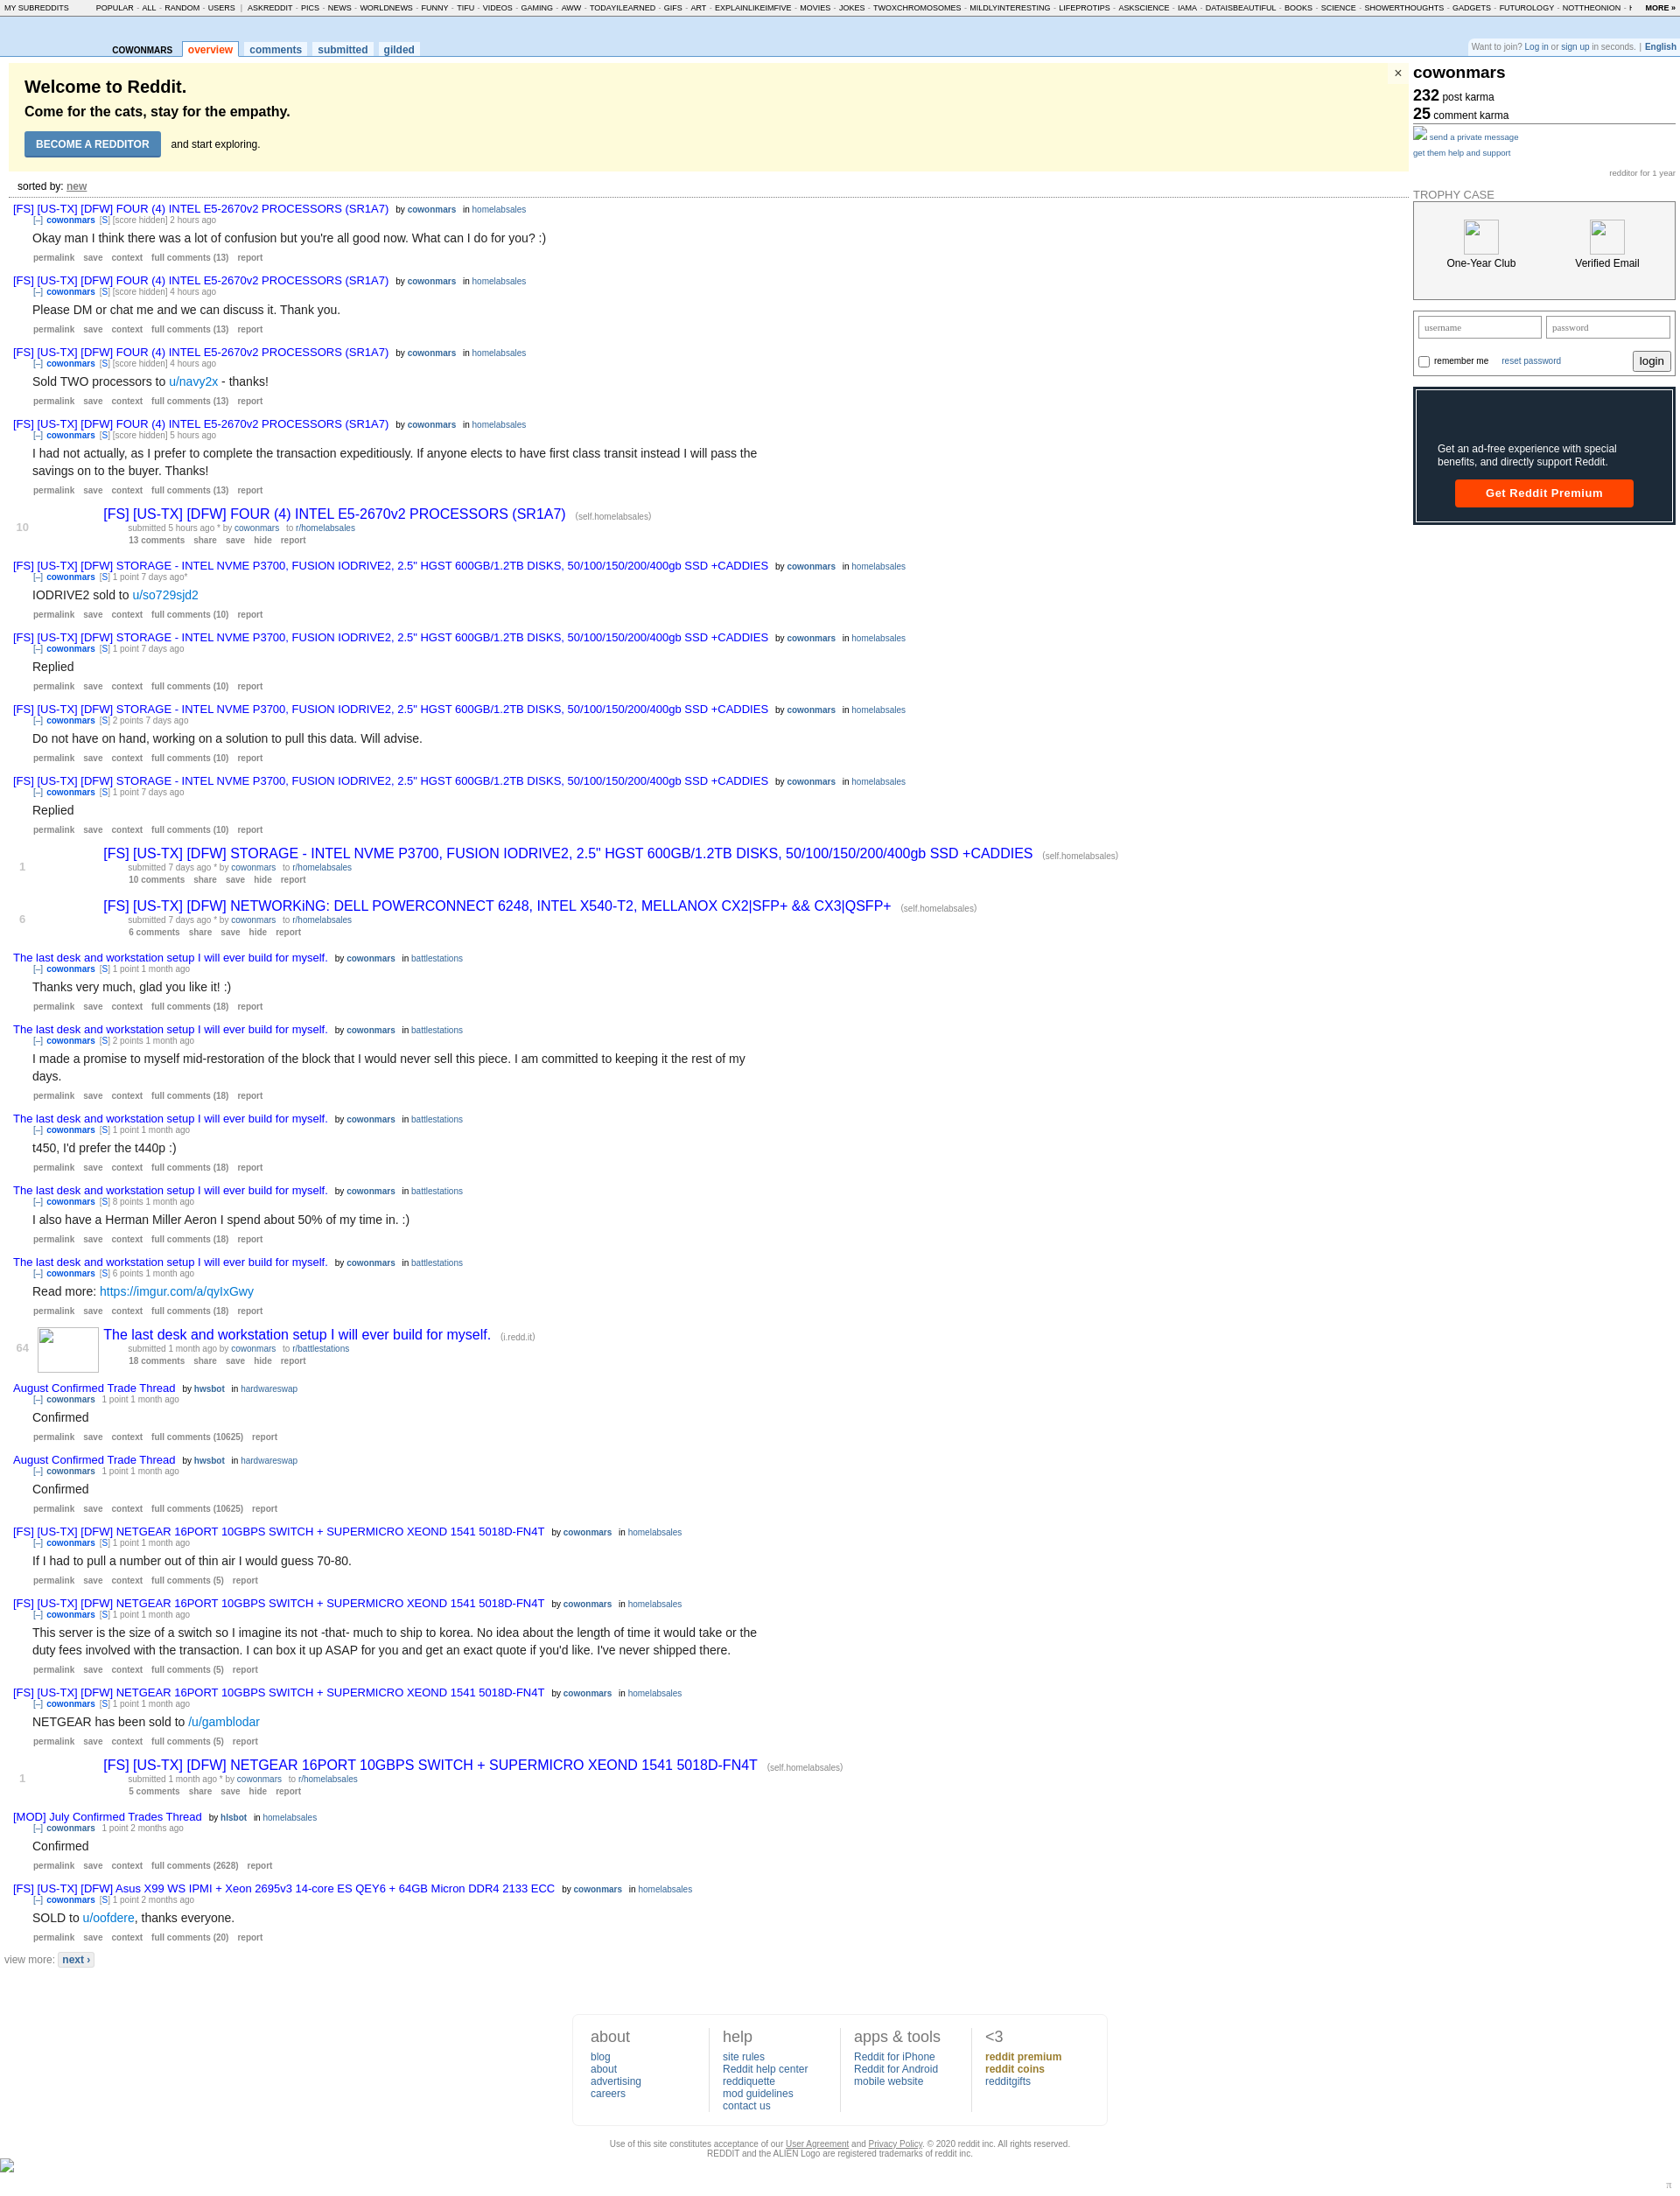 MY SUBREDDITS POPULAR - ALL - RANDOM - USERS | ASKREDDIT - PICS - NEWS - WORLDNEWS - FUNNY - TIFU - VIDEOS - GAMING - AWW - TODAYILEARNED - GIFS - ART - EXPLAINLIKEIMFIVE - MOVIES - JOKES - TWOXCHROMOSOMES - MILDLYINTERESTING - LIFEPROTIPS - ASKSCIENCE - IAMA - DATAISBEAUTIFUL - BOOKS - SCIENCE - SHOWERTHOUGHTS - GADGETS - FUTUROLOGY - NOTTHEONION - MORE »
COWONMARS overview comments submitted gilded
Want to join? Log in or sign up in seconds. | English
Welcome to Reddit. ×
Come for the cats, stay for the empathy.
BECOME A REDDITOR and start exploring.
sorted by: new
[FS] [US-TX] [DFW] FOUR (4) INTEL E5-2670v2 PROCESSORS (SR1A7) by cowonmars in homelabsales
[–] cowonmars [S] [score hidden] 2 hours ago
Okay man I think there was a lot of confusion but you're all good now. What can I do for you? :)
permalink save context full comments (13) report
[FS] [US-TX] [DFW] FOUR (4) INTEL E5-2670v2 PROCESSORS (SR1A7) by cowonmars in homelabsales
[–] cowonmars [S] [score hidden] 4 hours ago
Please DM or chat me and we can discuss it. Thank you.
permalink save context full comments (13) report
[FS] [US-TX] [DFW] FOUR (4) INTEL E5-2670v2 PROCESSORS (SR1A7) by cowonmars in homelabsales
[–] cowonmars [S] [score hidden] 4 hours ago
Sold TWO processors to u/navy2x - thanks!
permalink save context full comments (13) report
[FS] [US-TX] [DFW] FOUR (4) INTEL E5-2670v2 PROCESSORS (SR1A7) by cowonmars in homelabsales
[–] cowonmars [S] [score hidden] 5 hours ago
I had not actually, as I prefer to complete the transaction expeditiously. If anyone elects to have first class transit instead I will pass the
savings on to the buyer. Thanks!
permalink save context full comments (13) report
[FS] [US-TX] [DFW] FOUR (4) INTEL E5-2670v2 PROCESSORS (SR1A7) (self.homelabsales)
10 submitted 5 hours ago * by cowonmars to r/homelabsales
13 comments share save hide report
[FS] [US-TX] [DFW] STORAGE - INTEL NVME P3700, FUSION IODRIVE2, 2.5" HGST 600GB/1.2TB DISKS, 50/100/150/200/400gb SSD +CADDIES by cowonmars in homelabsales
[–] cowonmars [S] 1 point 7 days ago*
IODRIVE2 sold to u/so729sjd2
permalink save context full comments (10) report
[FS] [US-TX] [DFW] STORAGE - INTEL NVME P3700, FUSION IODRIVE2, 2.5" HGST 600GB/1.2TB DISKS, 50/100/150/200/400gb SSD +CADDIES by cowonmars in homelabsales
[–] cowonmars [S] 1 point 7 days ago
Replied
permalink save context full comments (10) report
[FS] [US-TX] [DFW] STORAGE - INTEL NVME P3700, FUSION IODRIVE2, 2.5" HGST 600GB/1.2TB DISKS, 50/100/150/200/400gb SSD +CADDIES by cowonmars in homelabsales
[–] cowonmars [S] 2 points 7 days ago
Do not have on hand, working on a solution to pull this data. Will advise.
permalink save context full comments (10) report
[FS] [US-TX] [DFW] STORAGE - INTEL NVME P3700, FUSION IODRIVE2, 2.5" HGST 600GB/1.2TB DISKS, 50/100/150/200/400gb SSD +CADDIES by cowonmars in homelabsales
[–] cowonmars [S] 1 point 7 days ago
Replied
permalink save context full comments (10) report
[FS] [US-TX] [DFW] STORAGE - INTEL NVME P3700, FUSION IODRIVE2, 2.5" HGST 600GB/1.2TB DISKS, 50/100/150/200/400gb SSD +CADDIES (self.homelabsales)
1 submitted 7 days ago * by cowonmars to r/homelabsales
10 comments share save hide report
[FS] [US-TX] [DFW] NETWORKiNG: DELL POWERCONNECT 6248, INTEL X540-T2, MELLANOX CX2|SFP+ && CX3|QSFP+ (self.homelabsales)
6 submitted 7 days ago * by cowonmars to r/homelabsales
6 comments share save hide report
The last desk and workstation setup I will ever build for myself. by cowonmars in battlestations
[–] cowonmars [S] 1 point 1 month ago
Thanks very much, glad you like it! :)
permalink save context full comments (18) report
The last desk and workstation setup I will ever build for myself. by cowonmars in battlestations
[–] cowonmars [S] 2 points 1 month ago
I made a promise to myself mid-restoration of the block that I would never sell this piece. I am committed to keeping it the rest of my
days.
permalink save context full comments (18) report
The last desk and workstation setup I will ever build for myself. by cowonmars in battlestations
[–] cowonmars [S] 1 point 1 month ago
t450, I'd prefer the t440p :)
permalink save context full comments (18) report
The last desk and workstation setup I will ever build for myself. by cowonmars in battlestations
[–] cowonmars [S] 8 points 1 month ago
I also have a Herman Miller Aeron I spend about 50% of my time in. :)
permalink save context full comments (18) report
The last desk and workstation setup I will ever build for myself. by cowonmars in battlestations
[–] cowonmars [S] 6 points 1 month ago
Read more: https://imgur.com/a/qyIxGwy
permalink save context full comments (18) report
The last desk and workstation setup I will ever build for myself. (i.redd.it)
64 submitted 1 month ago by cowonmars to r/battlestations
18 comments share save hide report
August Confirmed Trade Thread by hwsbot in hardwareswap
[–] cowonmars 1 point 1 month ago
Confirmed
permalink save context full comments (10625) report
August Confirmed Trade Thread by hwsbot in hardwareswap
[–] cowonmars 1 point 1 month ago
Confirmed
permalink save context full comments (10625) report
[FS] [US-TX] [DFW] NETGEAR 16PORT 10GBPS SWITCH + SUPERMICRO XEOND 1541 5018D-FN4T by cowonmars in homelabsales
[–] cowonmars [S] 1 point 1 month ago
If I had to pull a number out of thin air I would guess 70-80.
permalink save context full comments (5) report
[FS] [US-TX] [DFW] NETGEAR 16PORT 10GBPS SWITCH + SUPERMICRO XEOND 1541 5018D-FN4T by cowonmars in homelabsales
[–] cowonmars [S] 1 point 1 month ago
This server is the size of a switch so I imagine its not -that- much to ship to korea. No idea about the length of time it would take or the
duty fees involved with the transaction. I can box it up ASAP for you and get an exact quote if you'd like. I've never shipped there.
permalink save context full comments (5) report
[FS] [US-TX] [DFW] NETGEAR 16PORT 10GBPS SWITCH + SUPERMICRO XEOND 1541 5018D-FN4T by cowonmars in homelabsales
[–] cowonmars [S] 1 point 1 month ago
NETGEAR has been sold to /u/gamblodar
permalink save context full comments (5) report
[FS] [US-TX] [DFW] NETGEAR 16PORT 10GBPS SWITCH + SUPERMICRO XEOND 1541 5018D-FN4T (self.homelabsales)
1 submitted 1 month ago * by cowonmars to r/homelabsales
5 comments share save hide report
[MOD] July Confirmed Trades Thread by hlsbot in homelabsales
[–] cowonmars 1 point 2 months ago
Confirmed
permalink save context full comments (2628) report
[FS] [US-TX] [DFW] Asus X99 WS IPMI + Xeon 2695v3 14-core ES QEY6 + 64GB Micron DDR4 2133 ECC by cowonmars in homelabsales
[–] cowonmars [S] 1 point 2 months ago
SOLD to u/oofdere, thanks everyone.
permalink save context full comments (20) report
view more: next ›
cowonmars
232 post karma
25 comment karma
send a private message
get them help and support
redditor for 1 year
TROPHY CASE
One-Year Club Verified Email
username password
remember me reset password login
Get an ad-free experience with special
benefits, and directly support Reddit.
Get Reddit Premium
about
blog
about
advertising
careers
help
site rules
Reddit help center
reddiquette
mod guidelines
contact us
apps & tools
Reddit for iPhone
Reddit for Android
mobile website
<3
reddit premium
reddit coins
redditgifts
Use of this site constitutes acceptance of our User Agreement and Privacy Policy. © 2020 reddit inc. All rights reserved.
REDDIT and the ALIEN Logo are registered trademarks of reddit inc.
π